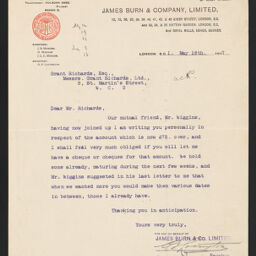 JAMES BURN & COMPANY, LIMITED,
LONDON E.C. 1. May 16th,
Grant Richards, Esq.,
Messrs. Grant Richards, Ltd.,
8, St. Martin's Street,
W. C. 2
Dear Mr. Richards,
Our mutual friend, Mr. Wiggins,
having now joined up I am writing you personally in
respect of the amount which is now £75. over, and
I shall feel very much obliged if you will let me
have a cheque or cheques for that amount. We hold
some already, maturing during the next few weeks, and
Mr. Wiggins suggested in his last letter to me that
when we wanted more you would make them various dates
in between, those I already have.
Thanking you in anticipation.
Yours very truly,
JAMES BURN & CO. LIMITED.